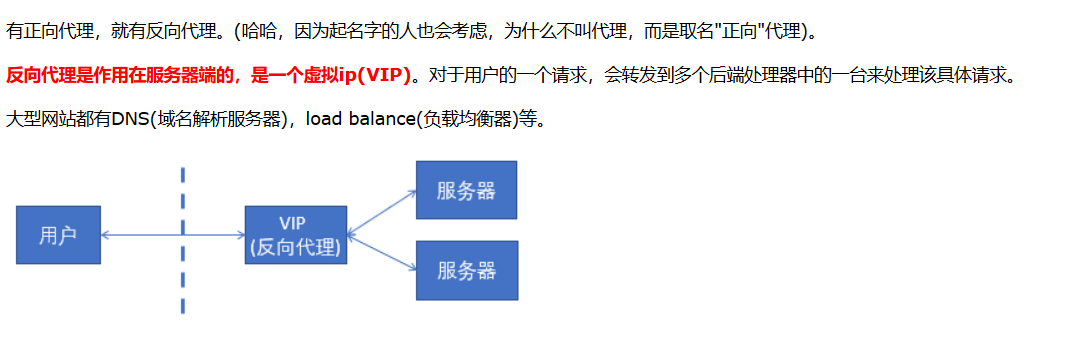 有正向代理，就有反向代理。(哈哈，因为起名字的人也会考虑，为什么不叫代理，而是取名"正向"代理)。
反向代理是作用在服务器端的，是一个虚拟ip(VIP)。对于用户的一个请求，会转发到多个后端处理器中的一台来处理该具体请求。
大型网站都有DNS(域名解析服务器)，load balance(负载均衡器)等。
服务器
用户
VIP
(反向代理)
服务器